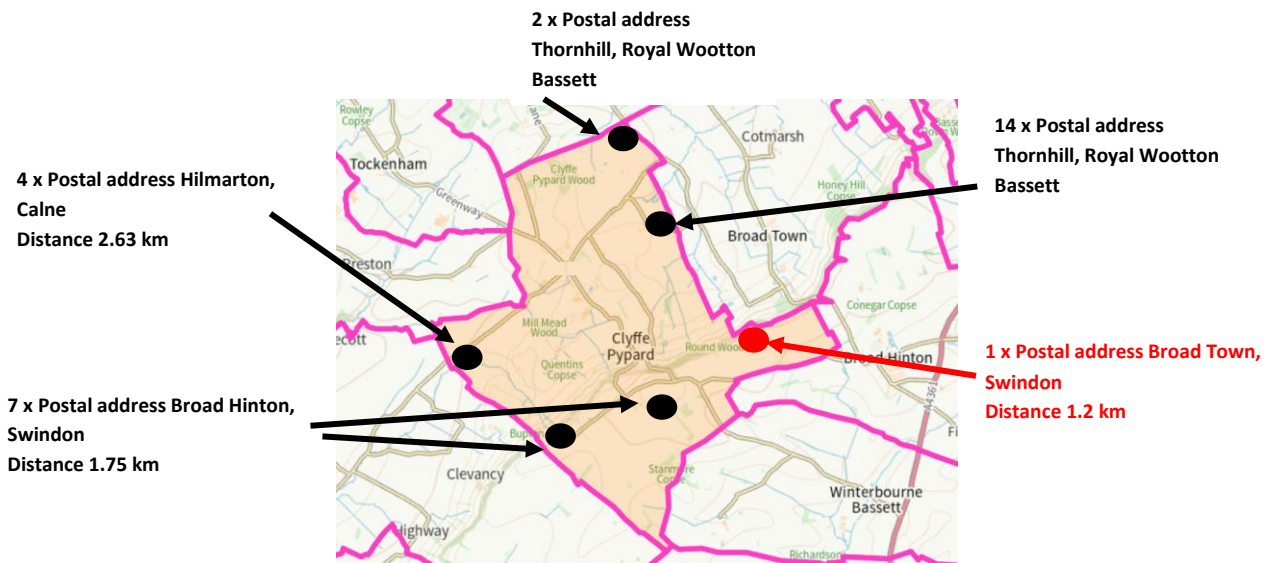 2 x Postal address
Thornhill, Royal Wootton
Bassett
14 x Postal address
Thornhill, Royal Wootton
Bassett
4 x Postal address Hilmarton,
Calne
Distance 2.63 km
1 x Postal address Broad Town,
Swindon
Distance 1.2 km
7 x Postal address Broad Hinton,
Swindon
Distance 1.75 km
Rowley
Copse
Tockenham
Greenway
Clyffe
Pypard Wood
Cotmarsh
Honey Hill
Copse
Broad Town
Preston
Conegar Copse
Mill Mead
Wood
Clyffe
Pypard
Quentins
Copse
Broad Hinton
A4361
Clevancy
Stanmore
Copse
Winterbourne
Bassett
Highway